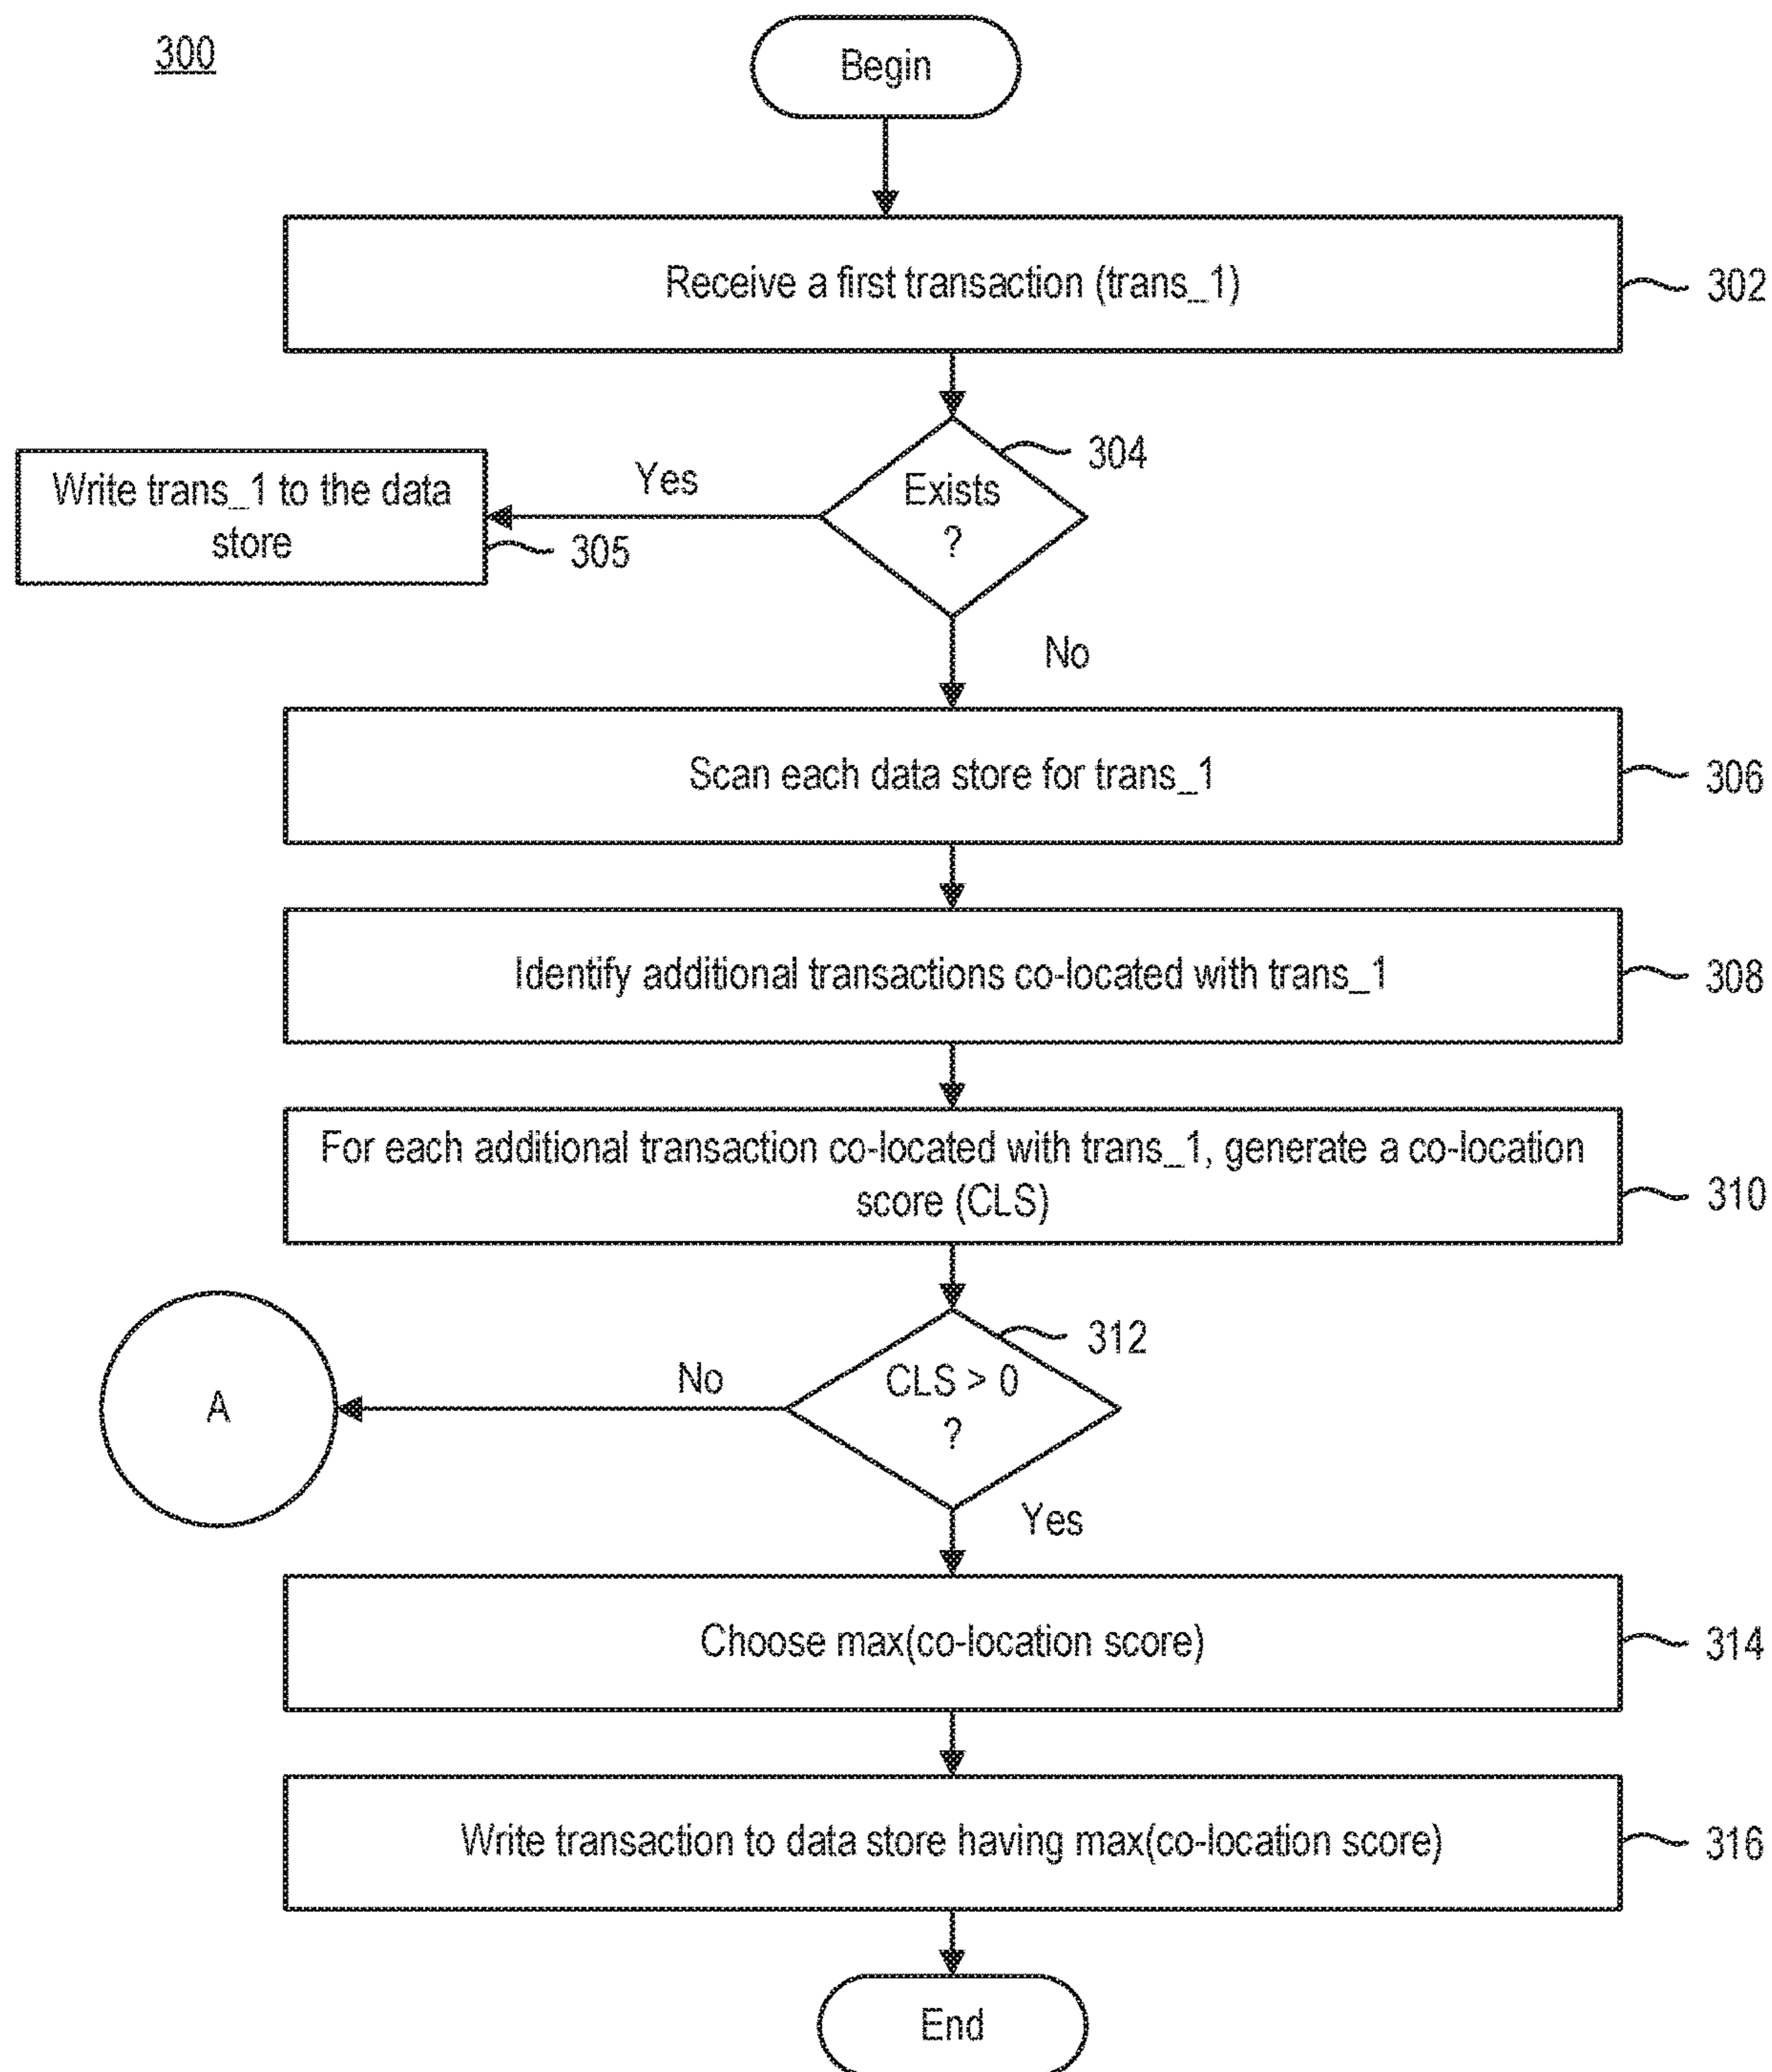 300
Begin
Receive a first transaction (trans_1)
302
304
Exists
?
Yes
Write trans_1 to the data
store
305
No
Scan each data store for trans_1
306
Identify additional transactions co-located with trans_1
308
For each additional transaction co-located with trans_1, generate a co-location
score (CLS)
310
312
CLS > 0
?
No
A
Yes
Choose max(co-location score)
314
Write transaction to data store having max(co-location score)
316
End